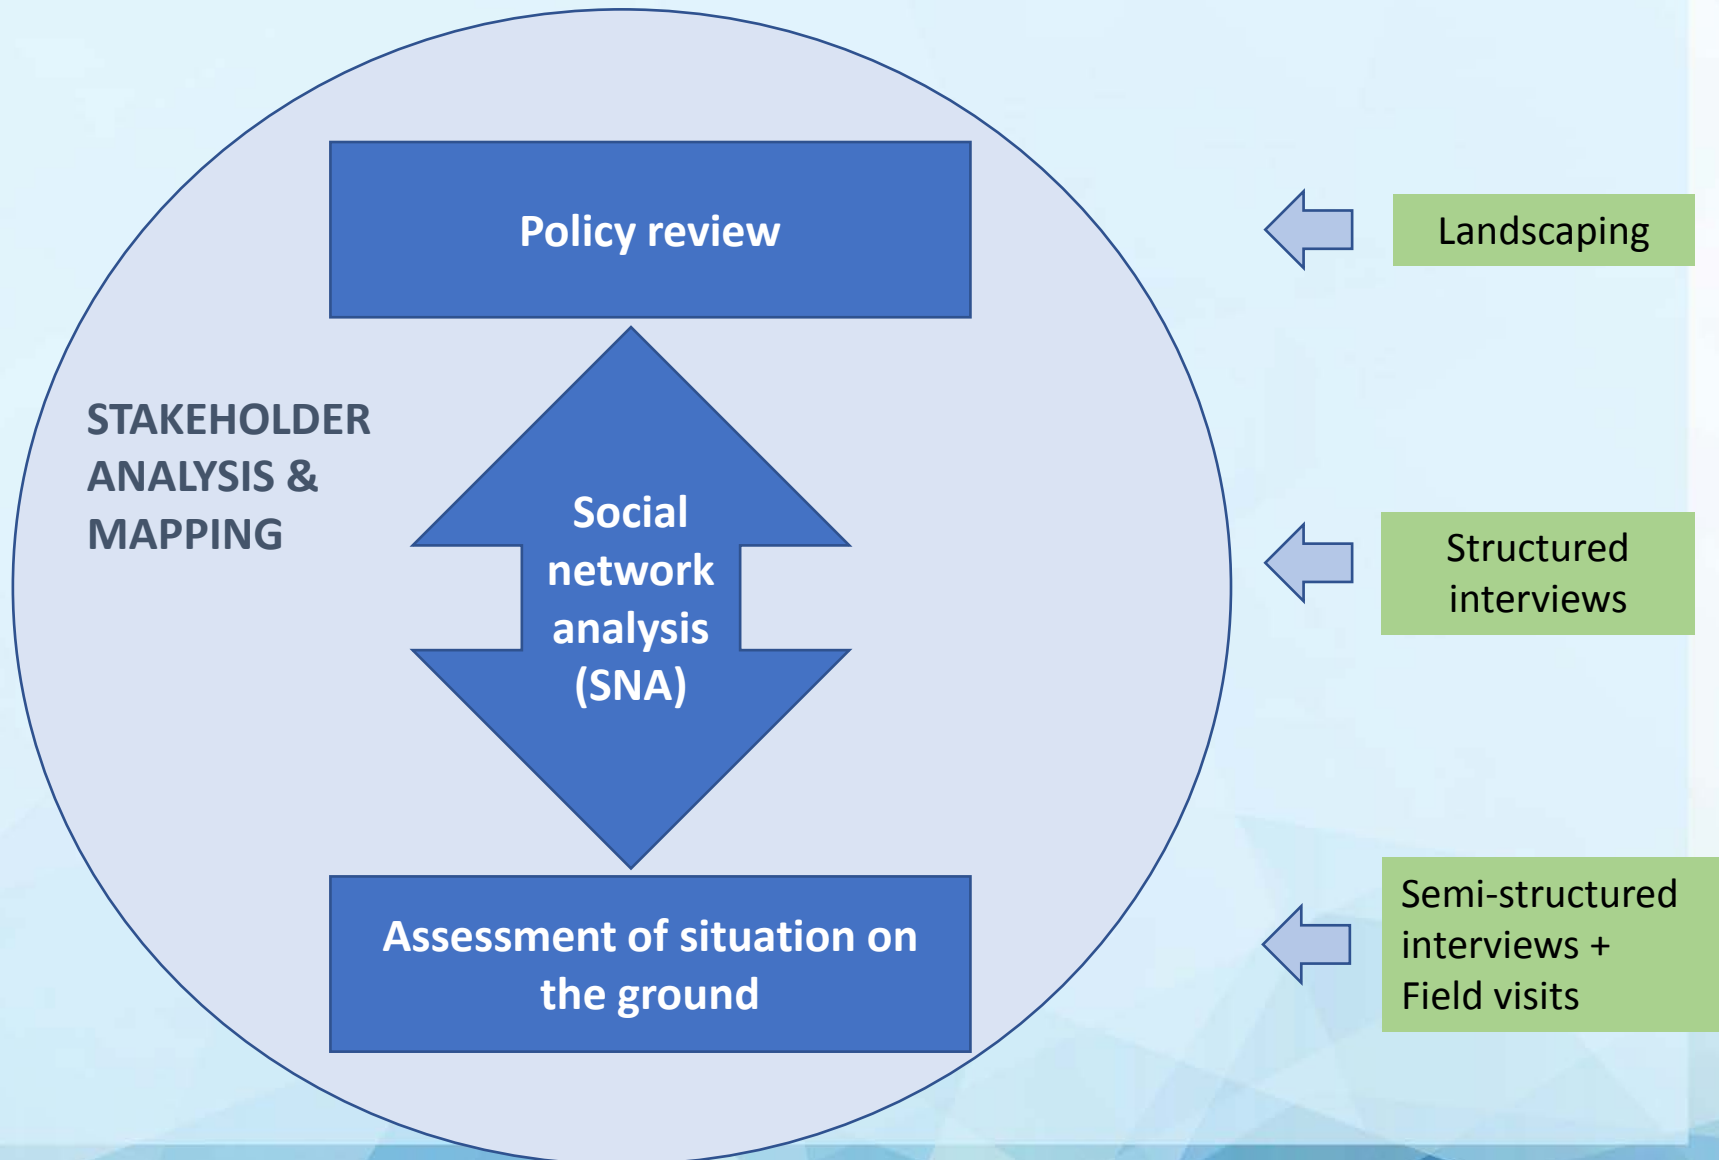 Policy review
Landscaping
STAKEHOLDER
ANALYSIS &
MAPPING
Social
network
analysis
(SNA)
Structured
interviews
Assessment of situation on
the ground
Semi-structured
interviews +
Field visits